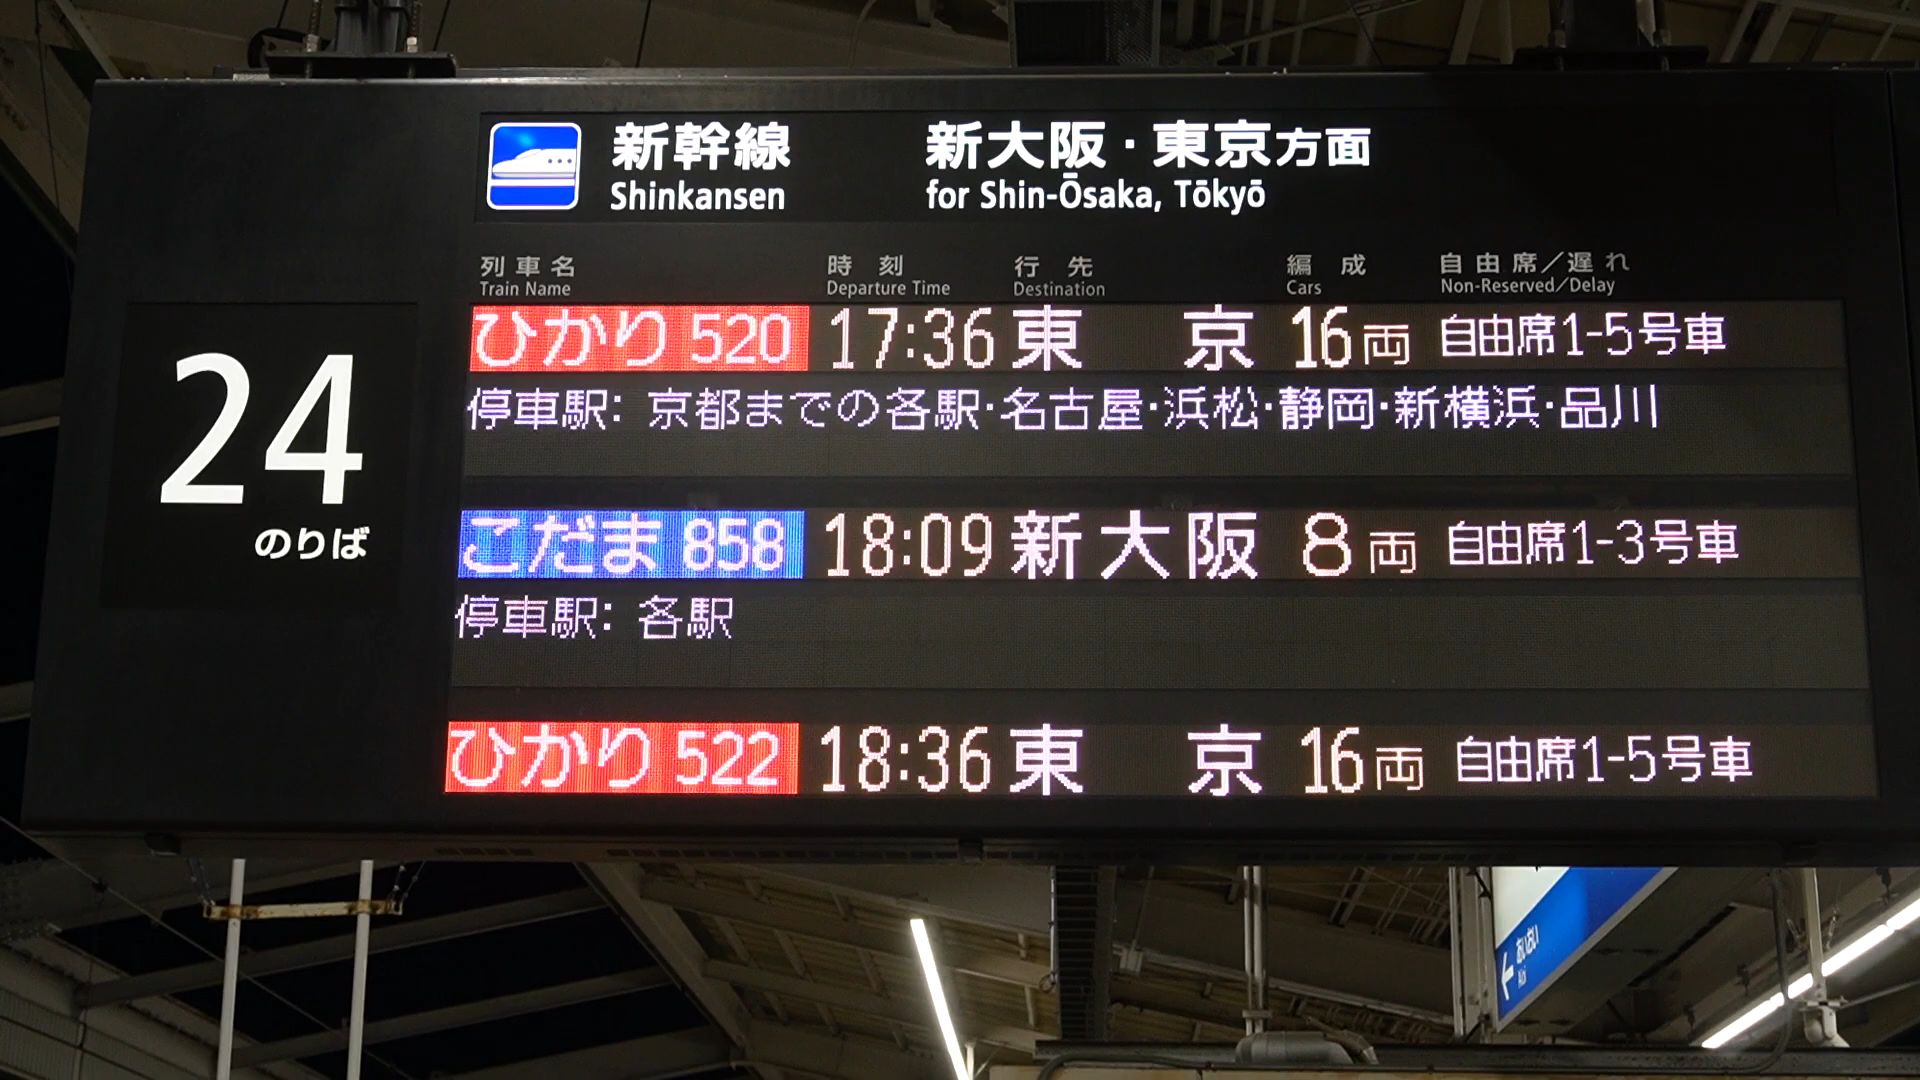 新幹線 新大阪・東京方面
Shinkansen for Shin-Ōsaka, Tōkyō
列車名 時刻 行先 編成 自由席／遅れ
Train Name Departure Time Destination Cars Non-Reserved/Delay
24
のりば
ひかり 520 17:36 東京 16両 自由席1-5号車
停車駅: 京都までの各駅・名古屋・浜松・静岡・新横浜・品川
こだま 858 18:09 新大阪 8両 自由席1-3号車
停車駅: 各駅
ひかり 522 18:36 東京 16両 自由席1-5号車
←